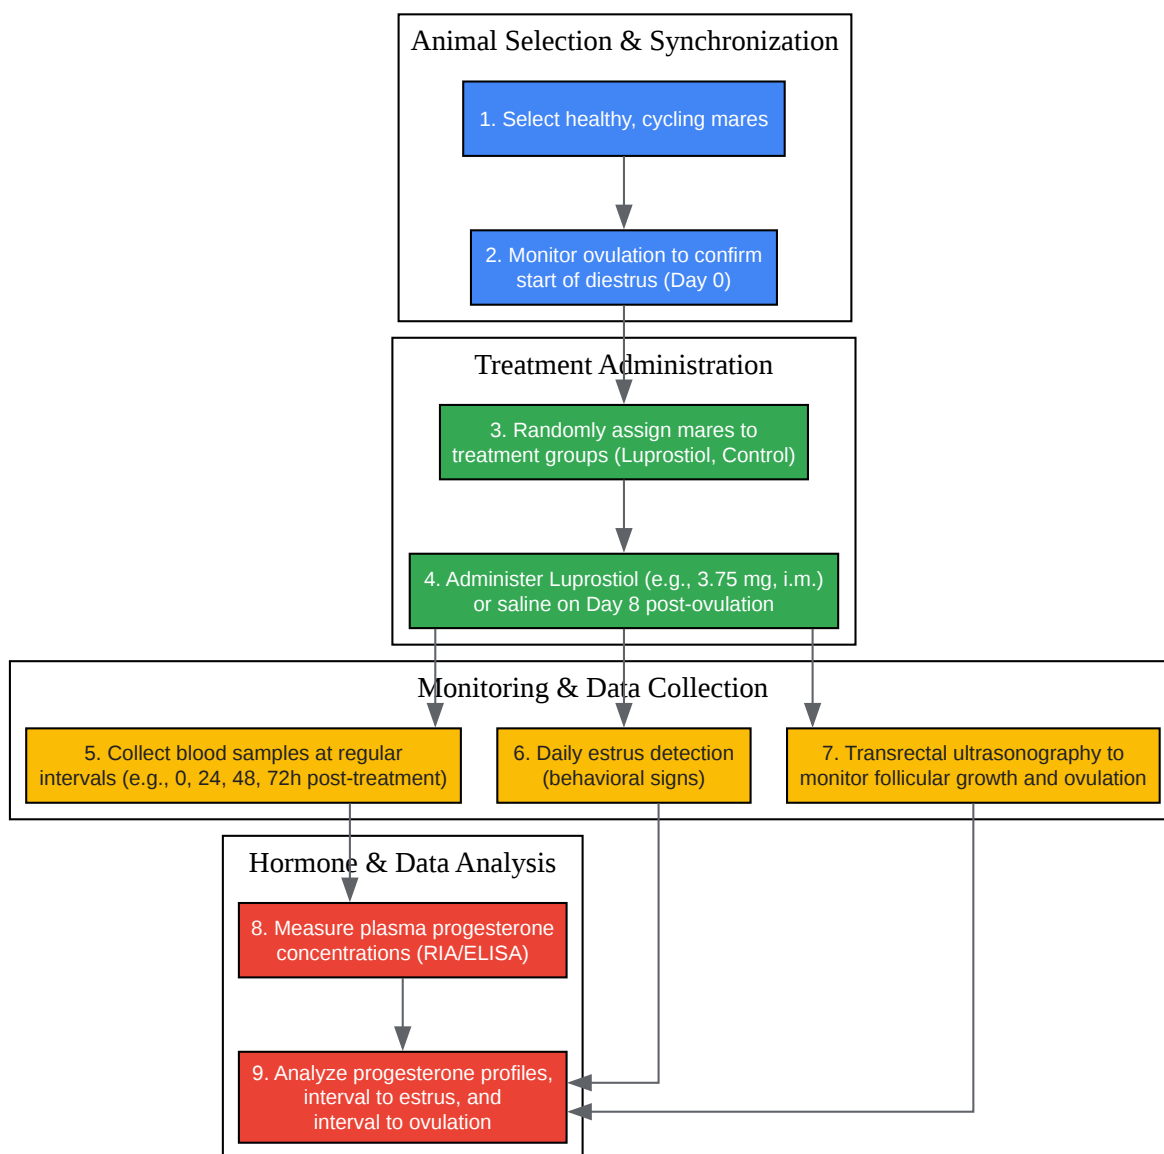 Animal Selection & Synchronization
1. Select healthy, cycling mares
2. Monitor ovulation to confirm
start of diestrus (Day 0)
Treatment Administration
3. Randomly assign mares to
treatment groups (Luprostiol, Control)
4. Administer Luprostiol (e.g., 3.75 mg, i.m.)
or saline on Day 8 post-ovulation
Monitoring & Data Collection
5. Collect blood samples at regular
intervals (e.g., 0, 24, 48, 72h post-treatment)
6. Daily estrus detection
(behavioral signs)
7. Transrectal ultrasonography to
monitor follicular growth and ovulation
Hormone & Data Analysis
8. Measure plasma progesterone
concentrations (RIA/ELISA)
9. Analyze progesterone profiles,
interval to estrus, and
interval to ovulation